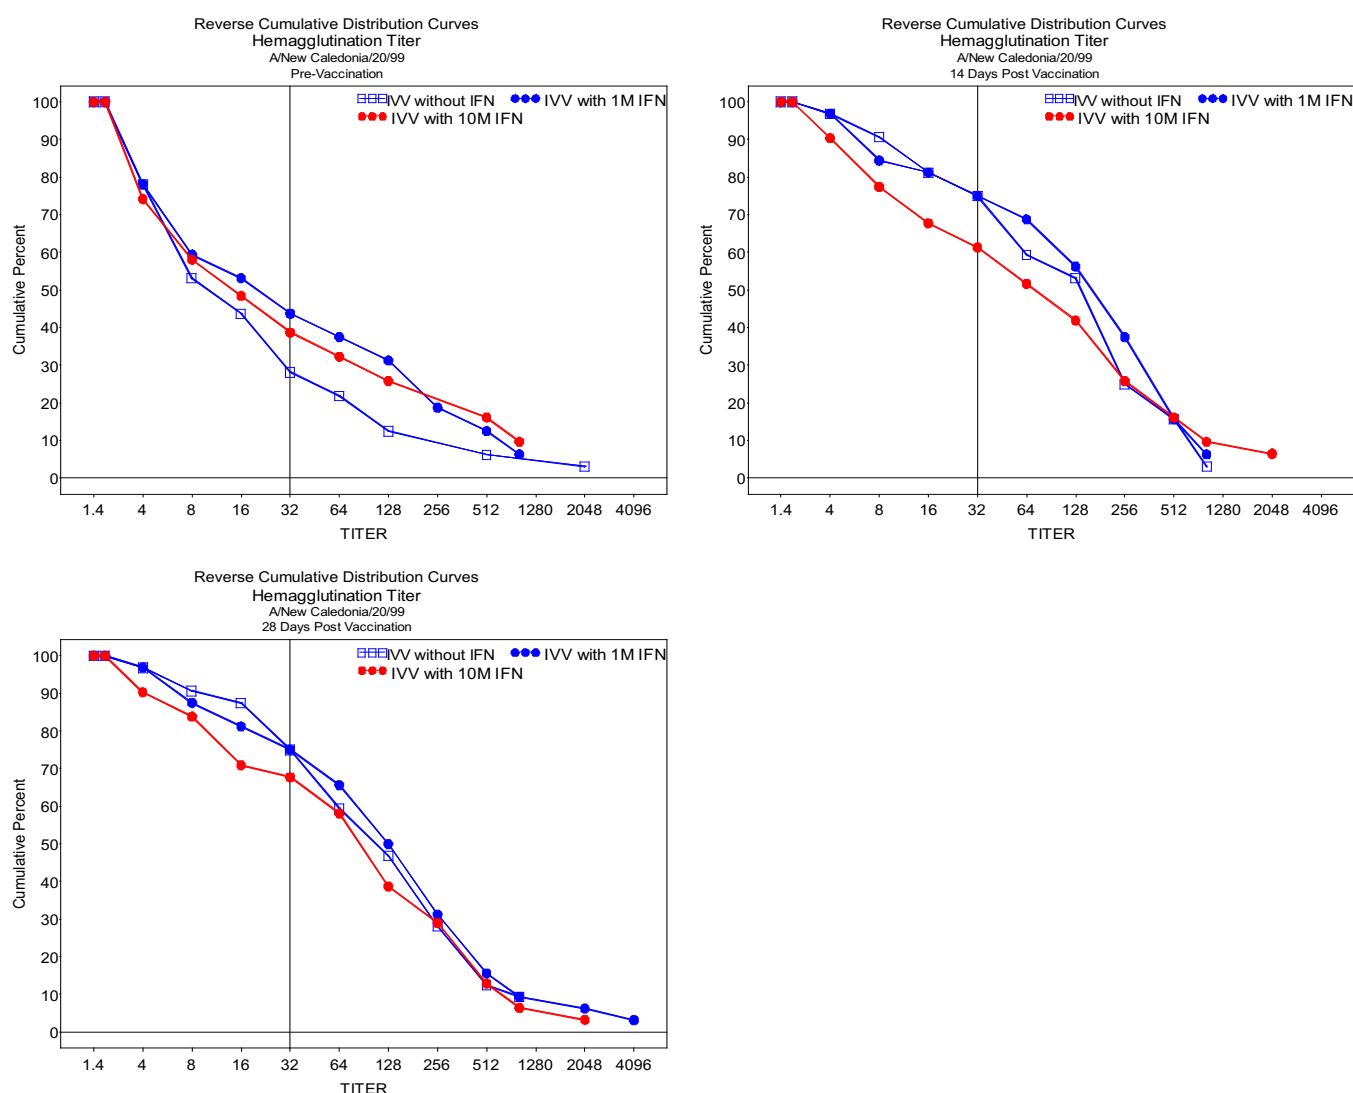 Reverse Cumulative Distribution Curves
Hemagglutination Titer
A/New Caledonia/20/99
Pre-Vaccination
IVV without IFN IVV with 1M IFN
IVV with 10M IFN
Cumulative Percent
100
90
80
70
60
50
40
30
20
10
0
1.4 4 8 16 32 64 128 256 512 1280 2048 4096
TITER
Reverse Cumulative Distribution Curves
Hemagglutination Titer
A/New Caledonia/20/99
14 Days Post Vaccination
IVV without IFN IVV with 1M IFN
IVV with 10M IFN
Cumulative Percent
100
90
80
70
60
50
40
30
20
10
0
1.4 4 8 16 32 64 128 256 512 1280 2048 4096
TITER
Reverse Cumulative Distribution Curves
Hemagglutination Titer
A/New Caledonia/20/99
28 Days Post Vaccination
IVV without IFN IVV with 1M IFN
IVV with 10M IFN
Cumulative Percent
100
90
80
70
60
50
40
30
20
10
0
1.4 4 8 16 32 64 128 256 512 1280 2048 4096
TITER